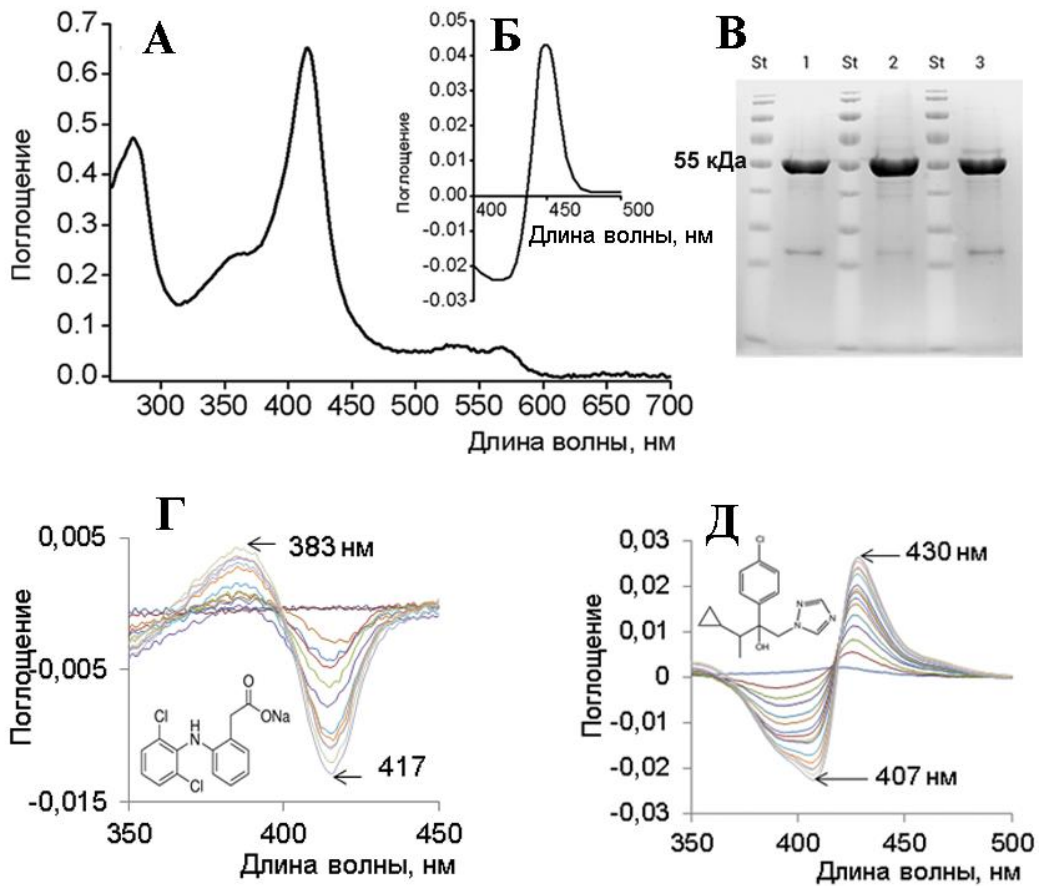 А
Поглощение
0.7
0.6
0.5
0.4
0.3
0.2
0.1
0.0
300 350 400 450 500 550 600 650 700
Длина волны, нм
Б
Поглощение
0.05
0.04
0.03
0.02
0.01
0.00
-0.01
-0.02
-0.03
400 450 500
Длина волны, нм
В
St 1 St 2 St 3
55 кДа
Г
Поглощение
0,005
-0,005
-0,015
383 нм
417
O
ONa
Cl
H
N
Cl
350 400 450
Длина волны, нм
Д
Поглощение
0,03
0,02
0,01
0
-0,01
-0,02
-0,03
430 нм
407 нм
Cl
N
N
N
OH
350 400 450 500
Длина волны, нм